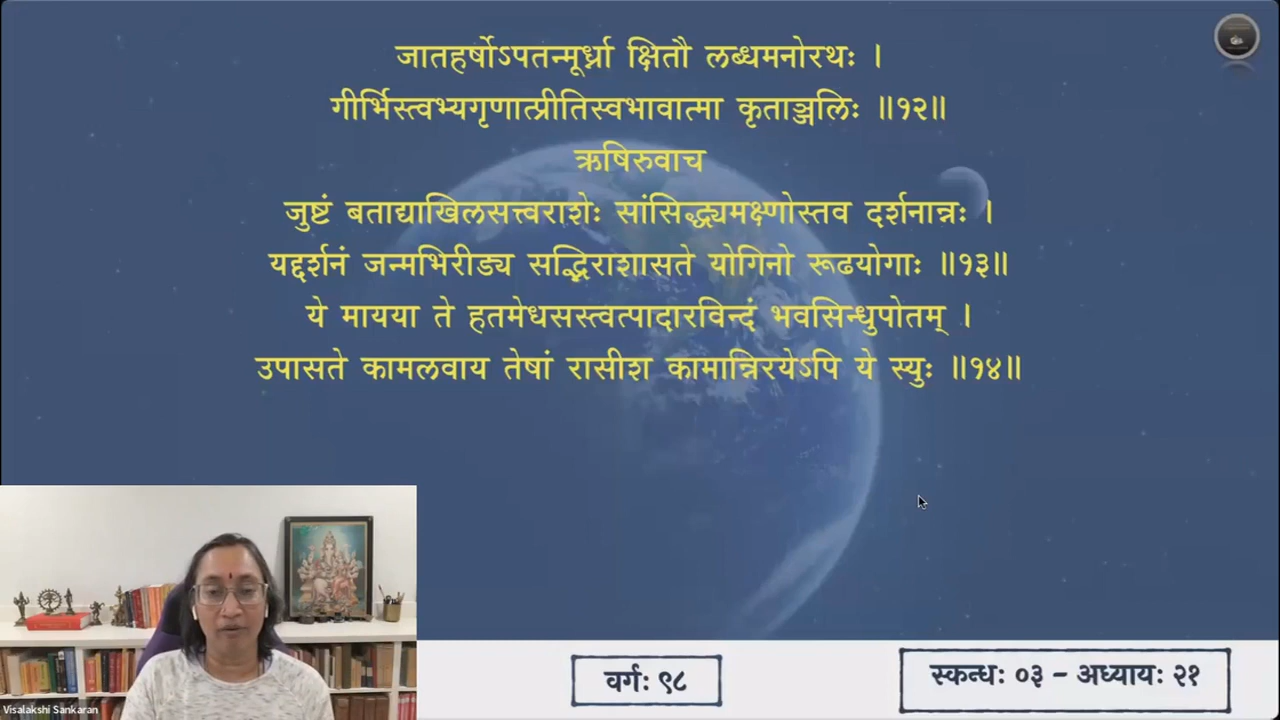 जातहर्षोऽपतन्मूर्ध्ना क्षितौ लब्धमनोरथः ।
गीर्भिस्त्वभ्यगृणात्प्रीतिस्वभावात्मा कृताञ्जलिः ॥१२॥
ऋषिरुवाच
जुष्टं बताद्याखिलसत्त्वराशेः सांसिद्ध्यमक्ष्णोस्तव दर्शनान्नः ।
यद्दर्शनं जन्मभिरीड्य सद्भिराशासते योगिनो रूढयोगाः ॥१३॥
ये मायया ते हतमेधसस्त्वत्पादारविन्दं भवसिन्धुपोतम् ।
उपासते कामलवाय तेषां रासीश कामान्निरयेऽपि ये स्युः ॥१४॥
Visalakshi Sankaran
वर्गः ९८
स्कन्धः ०३ - अध्यायः २१